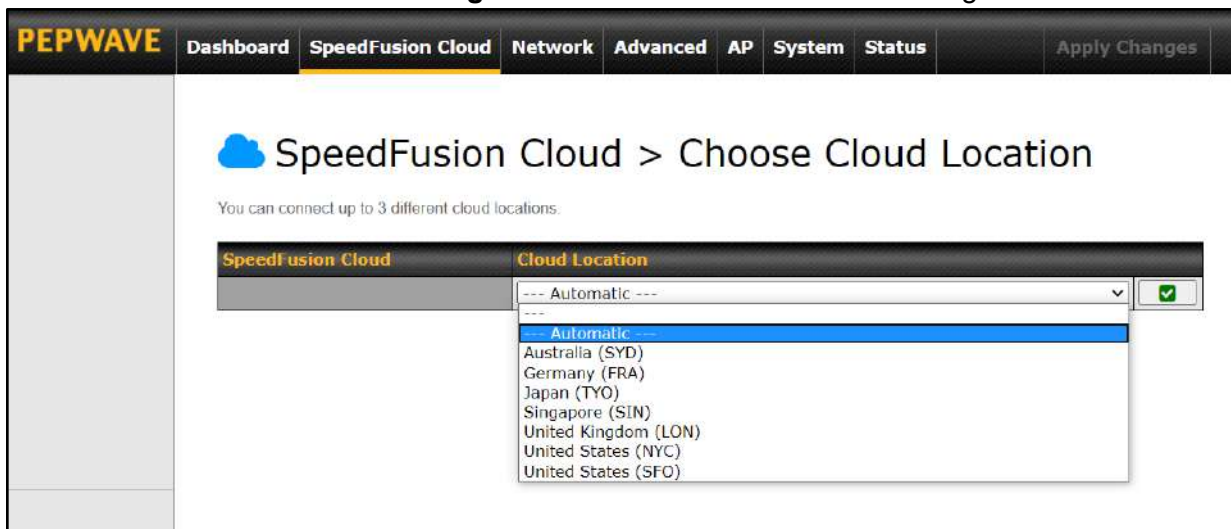 PEPWAVE Dashboard SpeedFusion Cloud Network Advanced AP System Status Apply Changes
SpeedFusion Cloud > Choose Cloud Location
You can connect up to 3 different cloud locations.
SpeedFusion Cloud Cloud Location
--- Automatic ---
---
--- Automatic ---
Australia (SYD)
Germany (FRA)
Japan (TYO)
Singapore (SIN)
United Kingdom (LON)
United States (NYC)
United States (SFO)